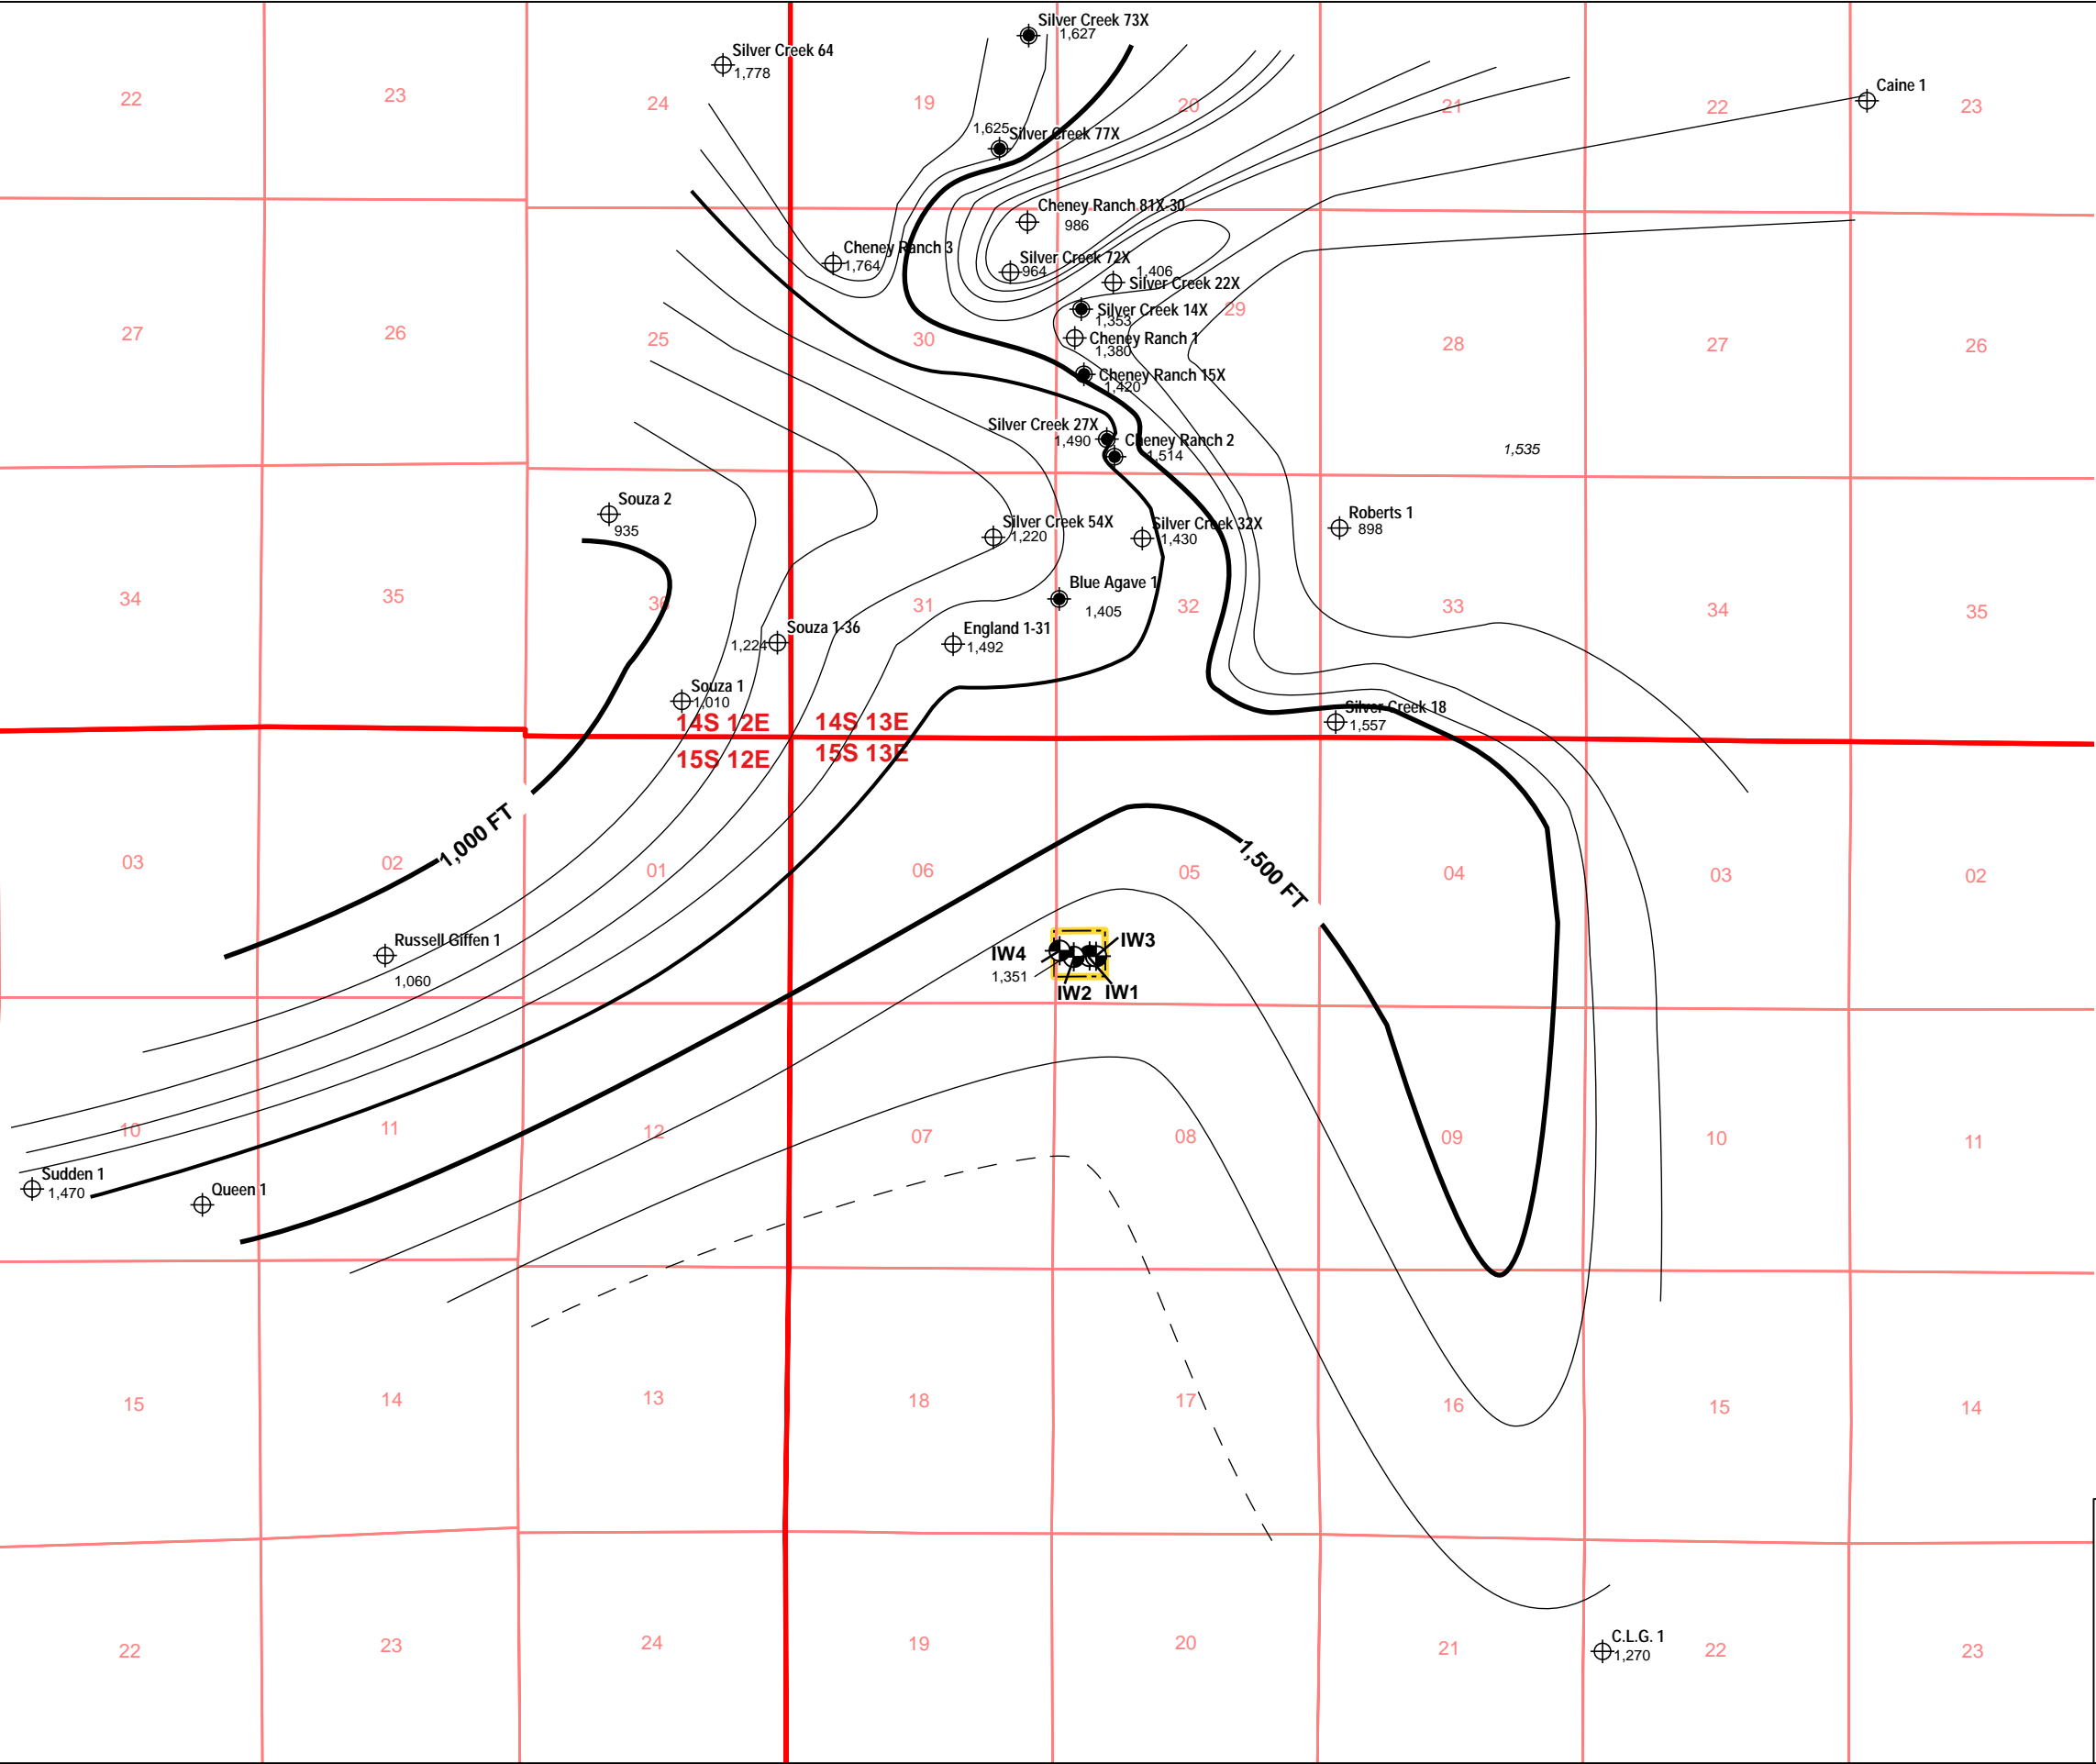 Silver Creek 73X
1,627
Silver Creek 64
1,778
Caine 1
22
23
24
19
20
21
22
23
1,625
Silver Creek 77X
Cheney Ranch 81X-30
986
Cheney Ranch 3
1,764
Silver Creek 72X
964
1,406
Silver Creek 22X
Silver Creek 14X
1,353
29
Cheney Ranch 1
1,380
27
26
25
30
28
27
26
Cheney Ranch 15X
1,420
Silver Creek 27X
1,490
Cheney Ranch 2
1,514
1,535
Souza 2
935
Silver Creek 54X
1,220
Silver Creek 32X
1,430
Roberts 1
898
Blue Agave 1
1,405
34
35
36
31
32
33
34
35
Souza 1-36
1,224
England 1-31
1,492
Souza 1
1,010
Silver Creek 18
1,557
14S 12E
14S 13E
15S 12E
15S 13E
1,000 FT
1,500 FT
03
02
01
06
05
04
03
02
Russell Giffen 1
1,060
IW4
1,351
IW3
IW2
IW1
10
11
12
07
08
09
10
11
Sudden 1
1,470
Queen 1
15
14
13
18
17
16
15
14
22
23
24
19
20
21
22
23
C.L.G. 1
1,270